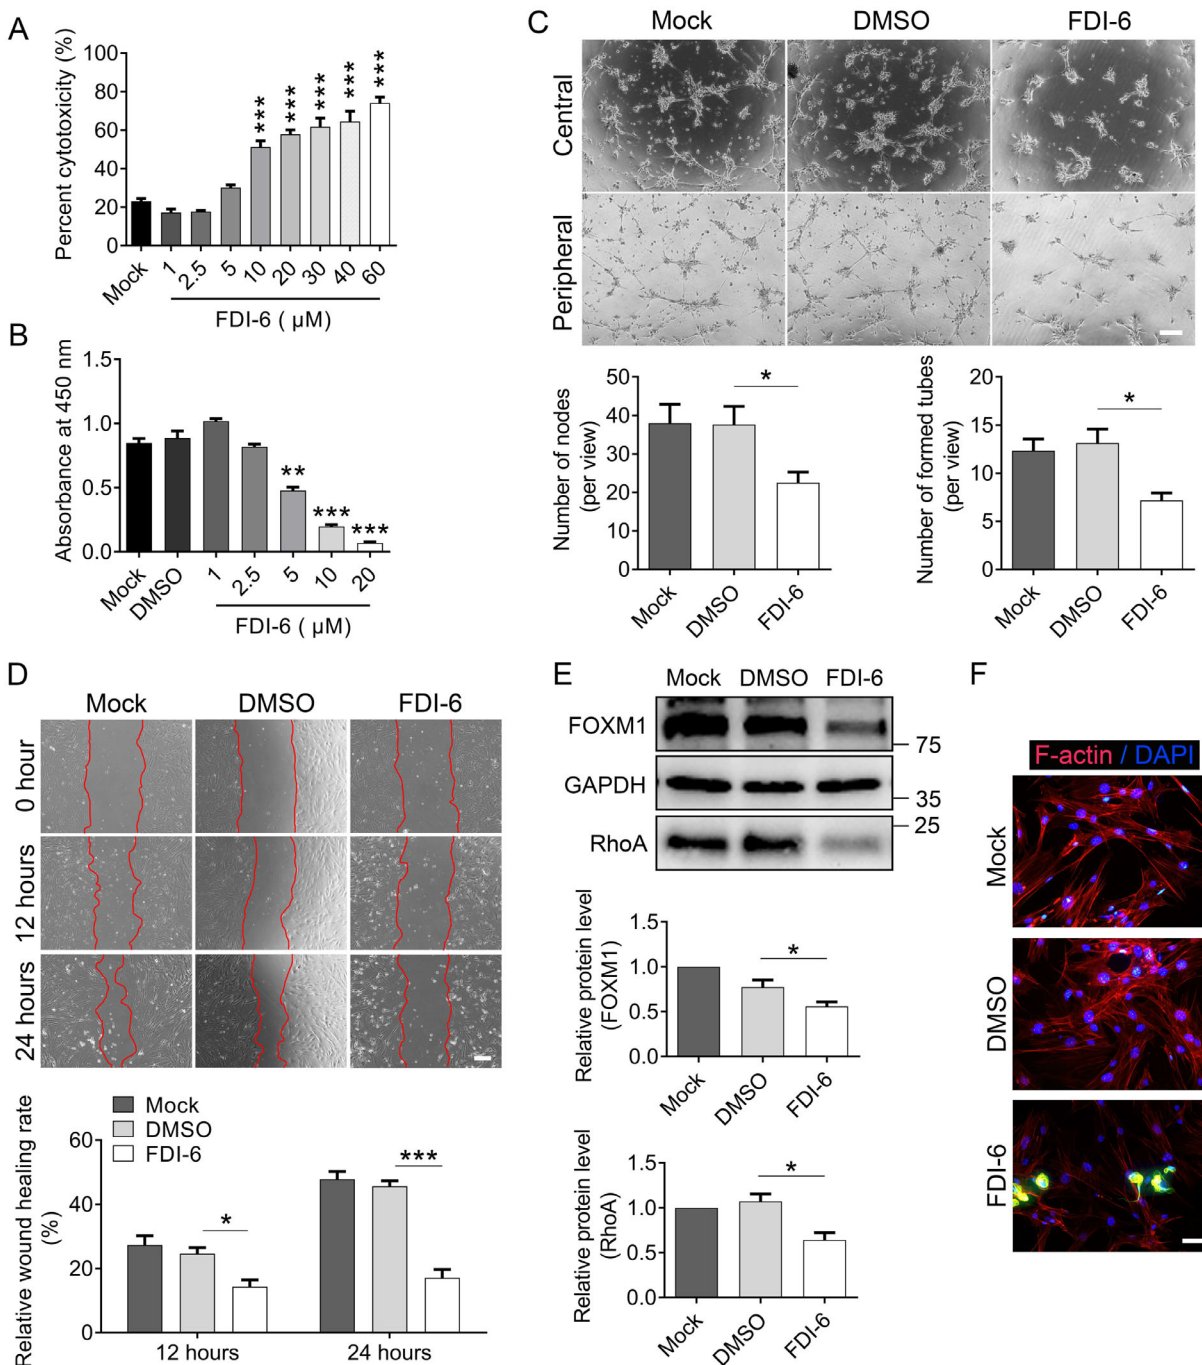 A
Percent cytotoxicity (%)
100
80
60
40
20
0
***
***
***
***
***
Mock
1
2.5
5
10
20
30
40
60
FDI-6 ( µM)
B
Absorbance at 450 nm
1.5
1.0
0.5
0.0
**
***
***
Mock
DMSO
1
2.5
5
10
20
FDI-6 ( µM)
C
Mock
DMSO
FDI-6
Central
Peripheral
Number of nodes
(per view)
50
40
30
20
10
0
*
Mock
DMSO
FDI-6
Number of formed tubes
(per view)
20
15
10
5
0
*
Mock
DMSO
FDI-6
D
Mock
DMSO
FDI-6
0 hour
12 hours
24 hours
Relative wound healing rate
(%)
60
40
20
0
Mock
DMSO
FDI-6
*
***
12 hours
24 hours
E
Mock
DMSO
FDI-6
FOXM1
75
GAPDH
35
25
RhoA
Relative protein level
(FOXM1)
1.5
1.0
0.5
0.0
*
Mock
DMSO
FDI-6
Relative protein level
(RhoA)
1.5
1.0
0.5
0.0
*
Mock
DMSO
FDI-6
F
F-actin / DAPI
Mock
DMSO
FDI-6